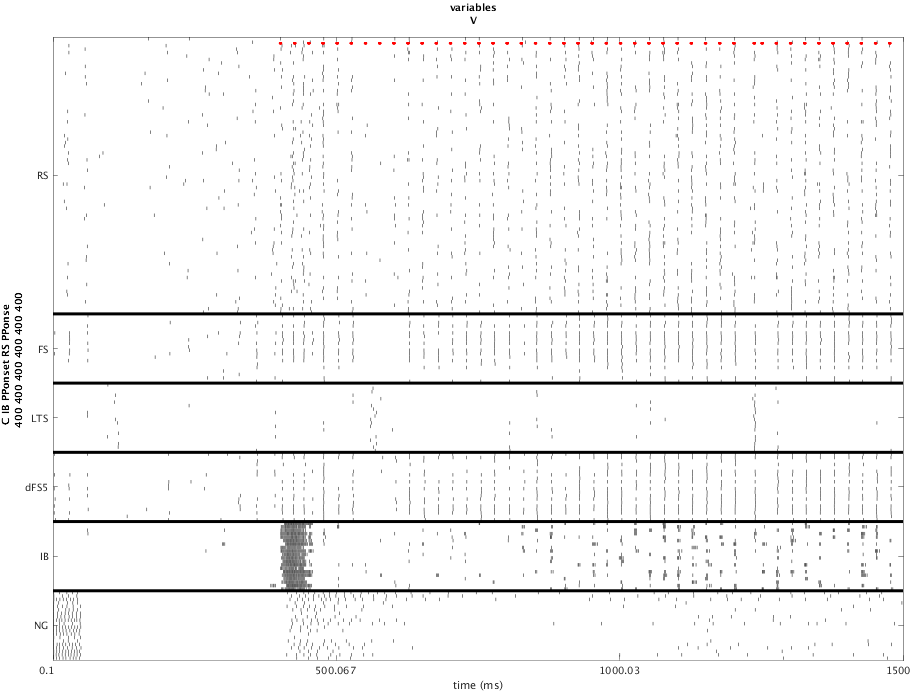 variables
V
C IB PPonset RS PPonse
400 400 400 400 400 400
RS
FS
LTS
dFS5
IB
NG
0.1
500.067
1000.03
1500
time (ms)